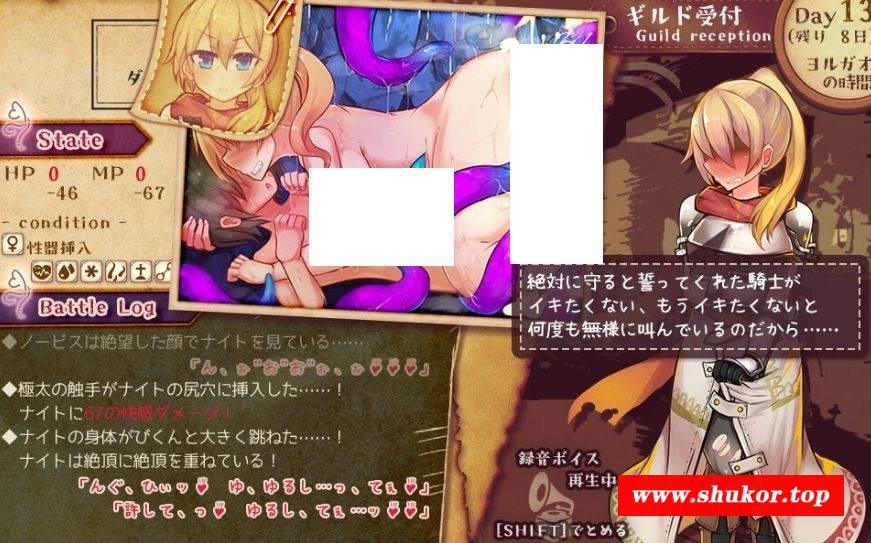 ダ
ギルド受付
Guild reception
Day 13
(残り 8日
ヨルガオ
の時間
State
HP 0 MP 0
-46 -67
- condition -
性闘挿入
Battle Log
◆ノービスは絶望した顔でナイトを見ている……
◆極太の触手がナイトの尻穴に挿入した……！
ナイトに67の快感ダメージ！
◆ナイトの身体がびくんと大きく跳ねた……！
ナイトは絶頂に絶頂を重ねている！
『んぐ、ひぃッ♥ ゆ、ゆるし…っ、てぇ♥』
『許して、っ♥ ゆるし、てぇ…ッ♥♥』
絶対に守ると誓ってくれた騎士が
イキたくない、もうイキたくないと
何度も無様に叫んでいるのだから……
録音ボイス
再生中
[SHIFT]でとめる
www.shukor.top